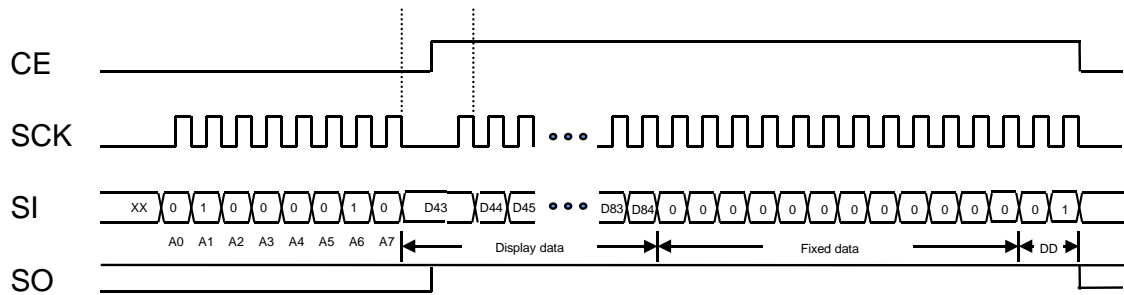 CE
SCK
SI XX 0 1 0 0 0 0 1 0 D43 D44 D45 D83 D84 0 0 0 0 0 0 0 0 0 0 0 0 0 1
A0 A1 A2 A3 A4 A5 A6 A7 Display data Fixed data DD
SO